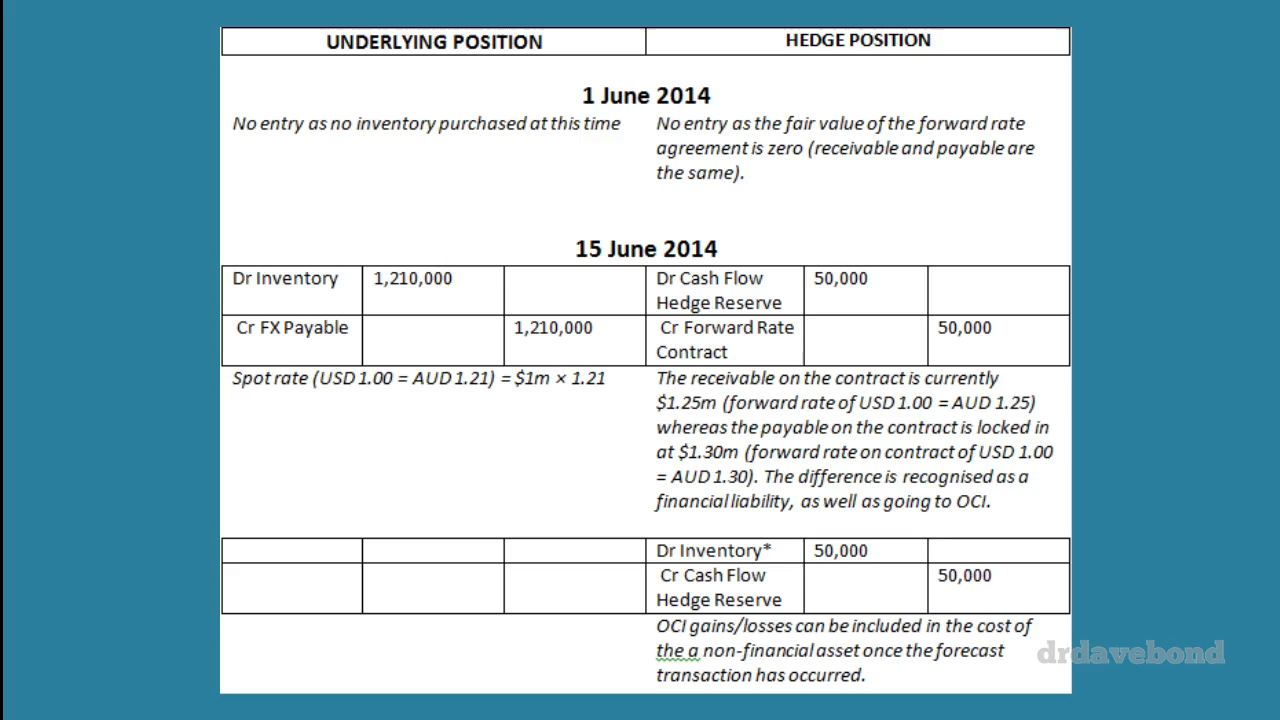 UNDERLYING POSITION HEDGE POSITION
1 June 2014
No entry as no inventory purchased at this time
No entry as the fair value of the forward rate
agreement is zero (receivable and payable are
the same).
15 June 2014
Dr Inventory 1,210,000
Cr FX Payable 1,210,000
Spot rate (USD 1.00 = AUD 1.21) = $1m × 1.21
Dr Cash Flow 50,000
Hedge Reserve
Cr Forward Rate 50,000
Contract
The receivable on the contract is currently
$1.25m (forward rate of USD 1.00 = AUD 1.25)
whereas the payable on the contract is locked in
at $1.30m (forward rate on contract of USD 1.00
= AUD 1.30). The difference is recognised as a
financial liability, as well as going to OCI.
Dr Inventory* 50,000
Cr Cash Flow 50,000
Hedge Reserve
OCI gains/losses can be included in the cost of
the a non-financial asset once the forecast
transaction has occurred.
drdavebond